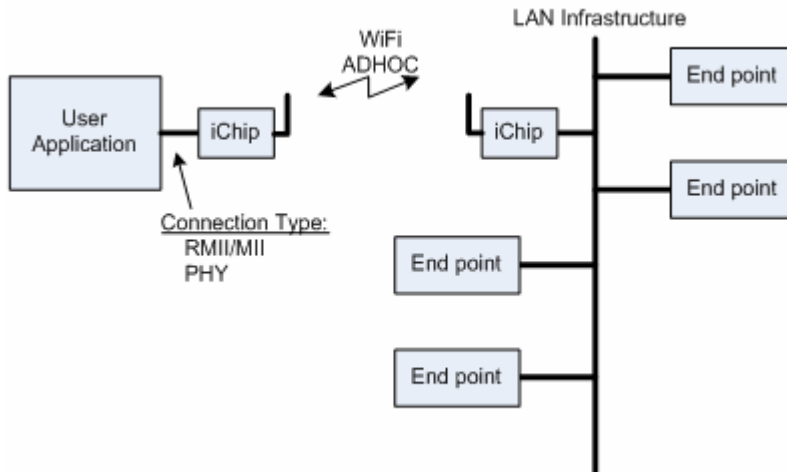 LAN Infrastructure
WiFi
ADHOC
End point
User
Application
iChip
iChip
End point
Connection Type:
RMII/MII
PHY
End point
End point